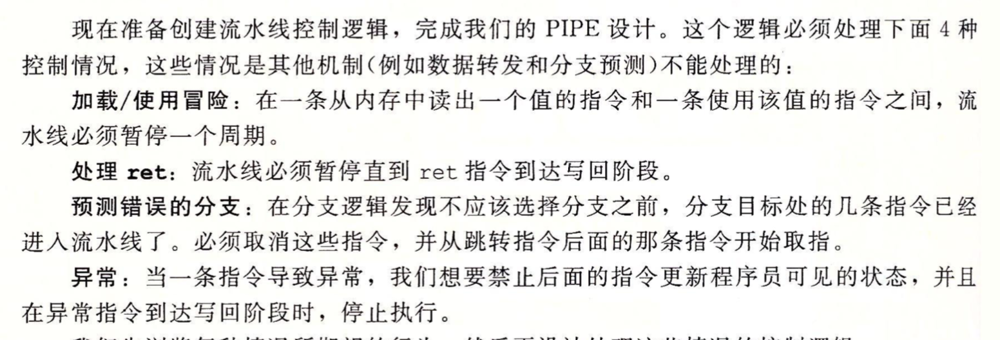 现在准备创建流水线控制逻辑，完成我们的 PIPE 设计。这个逻辑必须处理下面 4 种
控制情况，这些情况是其他机制(例如数据转发和分支预测)不能处理的：
加载/使用冒险：在一条从内存中读出一个值的指令和一条使用该值的指令之间，流
水线必须暂停一个周期。
处理 ret：流水线必须暂停直到 ret 指令到达写回阶段。
预测错误的分支：在分支逻辑发现不应该选择分支之前，分支目标处的几条指令已经
进入流水线了。必须取消这些指令，并从跳转指令后面的那条指令开始取指。
异常：当一条指令导致异常，我们想要禁止后面的指令更新程序员可见的状态，并且
在异常指令到达写回阶段时，停止执行。